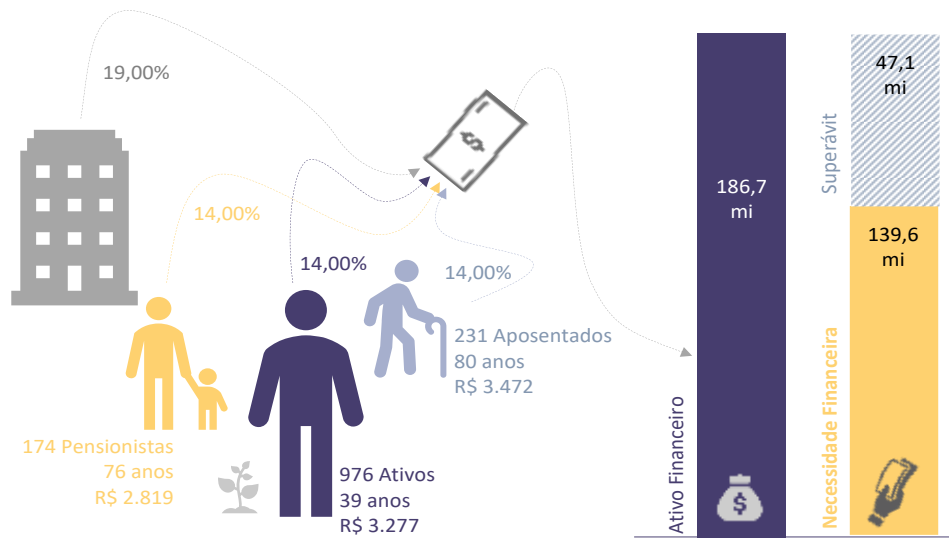 19,00%
14,00%
14,00%
14,00%
$
231 Aposentados
80 anos
R$ 3.472
174 Pensionistas
76 anos
R$ 2.819
976 Ativos
39 anos
R$ 3.277
Ativo Financeiro
186,7
mi
$
Superávit
47,1
mi
Necessidade Financeira
139,6
mi